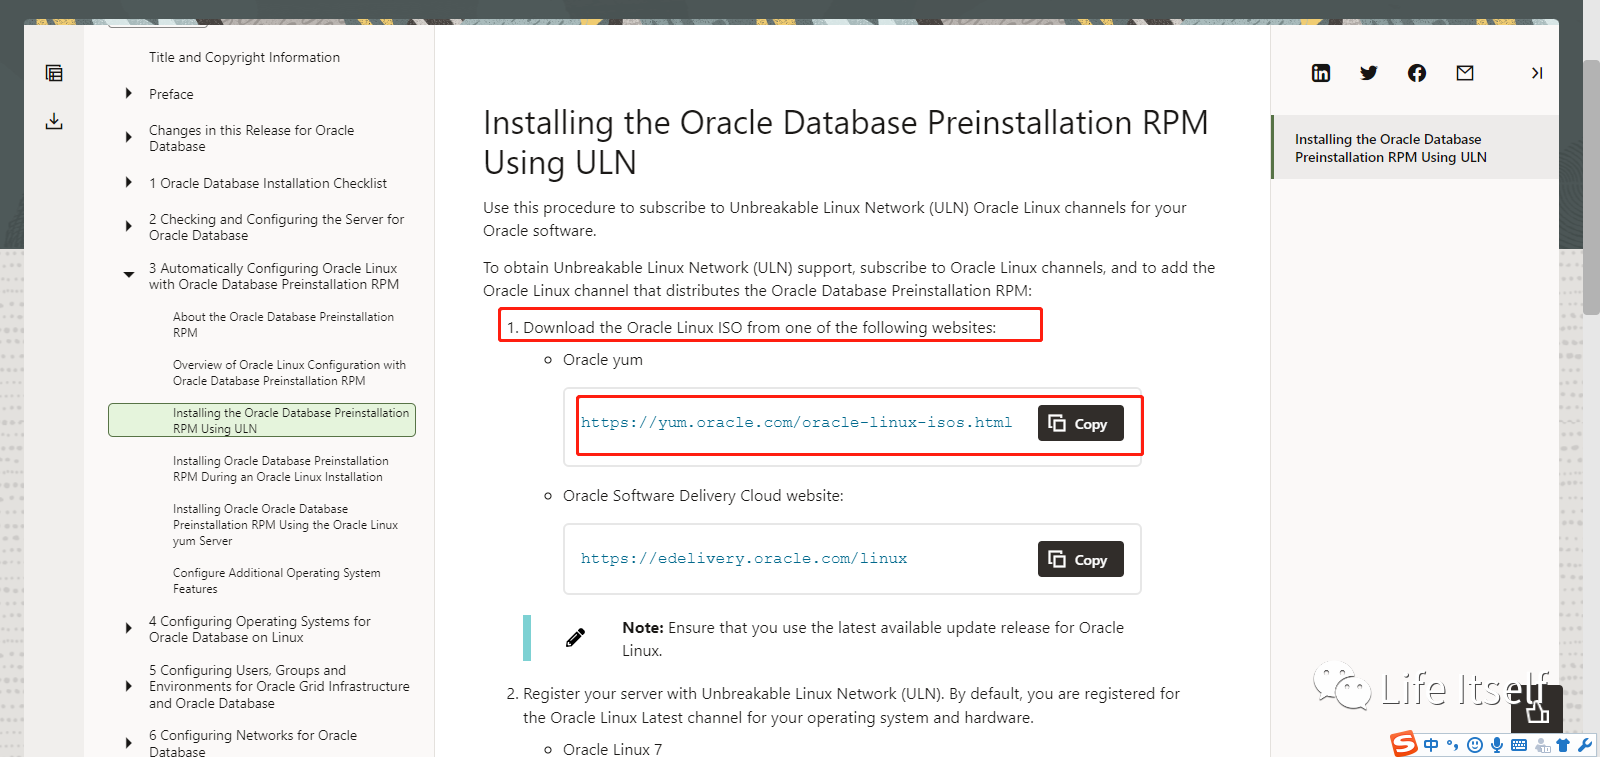 Title and Copyright Information
Preface
Changes in this Release for Oracle
Database
1 Oracle Database Installation Checklist
2 Checking and Configuring the Server for
Oracle Database
3 Automatically Configuring Oracle Linux
with Oracle Database Preinstallation RPM
About the Oracle Database Preinstallation
RPM
Overview of Oracle Linux Configuration with
Oracle Database Preinstallation RPM
Installing the Oracle Database Preinstallation
RPM Using ULN
Installing Oracle Database Preinstallation
RPM During an Oracle Linux Installation
Installing Oracle Oracle Database
Preinstallation RPM Using the Oracle Linux
yum Server
Configure Additional Operating System
Features
4 Configuring Operating Systems for
Oracle Database on Linux
5 Configuring Users, Groups and
Environments for Oracle Grid Infrastructure
and Oracle Database
6 Configuring Networks for Oracle
Database
Installing the Oracle Database Preinstallation RPM
Using ULN
Use this procedure to subscribe to Unbreakable Linux Network (ULN) Oracle Linux channels for your
Oracle software.
To obtain Unbreakable Linux Network (ULN) support, subscribe to Oracle Linux channels, and to add the
Oracle Linux channel that distributes the Oracle Database Preinstallation RPM:
1. Download the Oracle Linux ISO from one of the following websites:
Oracle yum
https://yum.oracle.com/oracle-linux-isos.html
Copy
Oracle Software Delivery Cloud website:
https://edelivery.oracle.com/linux
Copy
Note: Ensure that you use the latest available update release for Oracle
Linux.
2. Register your server with Unbreakable Linux Network (ULN). By default, you are registered for
the Oracle Linux Latest channel for your operating system and hardware.
Oracle Linux 7
Installing the Oracle Database
Preinstallation RPM Using ULN
Life Itself
中